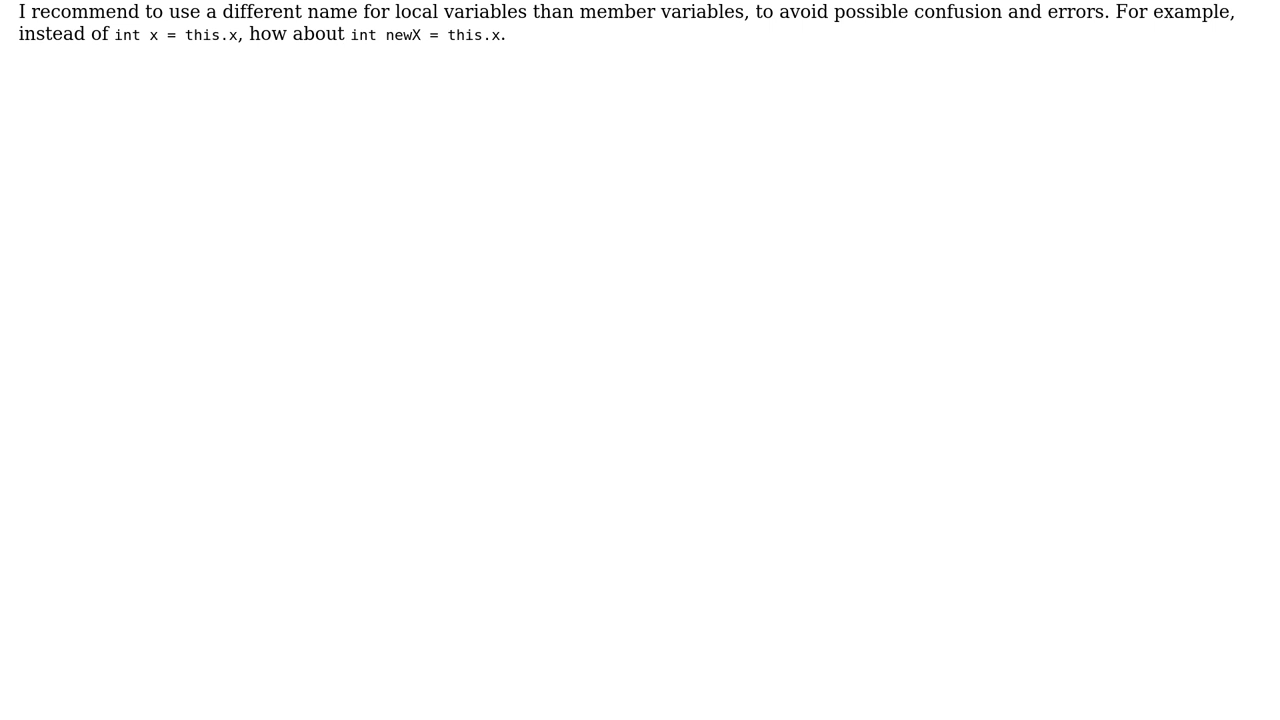 I recommend to use a different name for local variables than member variables, to avoid possible confusion and errors. For example,
instead of int x = this.x, how about int newX = this.x.